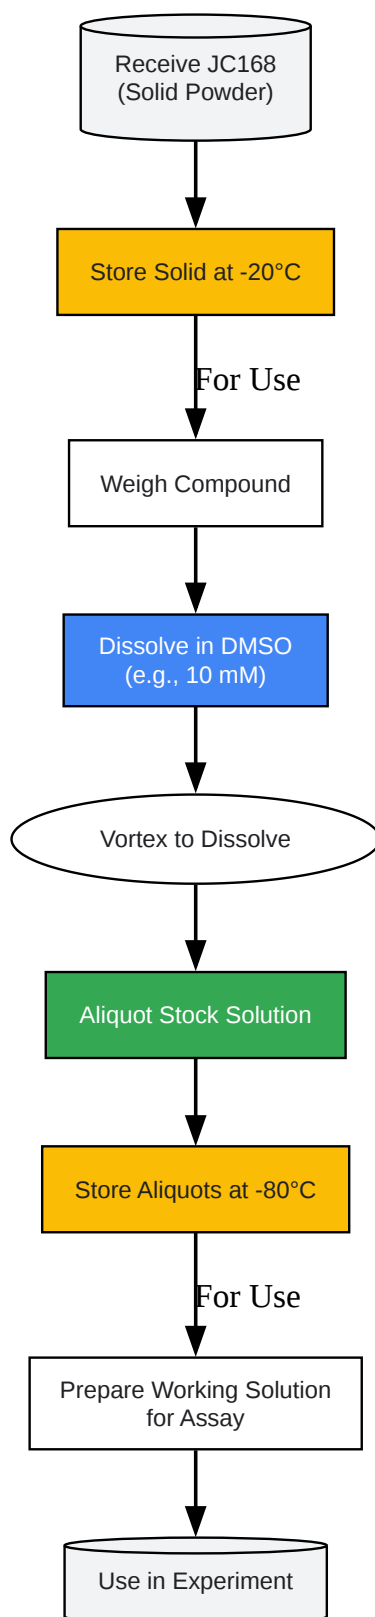 Receive JC168
(Solid Powder)
Store Solid at -20°C
For Use
Weigh Compound
Dissolve in DMSO
(e.g., 10 mM)
Vortex to Dissolve
Aliquot Stock Solution
Store Aliquots at -80°C
For Use
Prepare Working Solution
for Assay
Use in Experiment